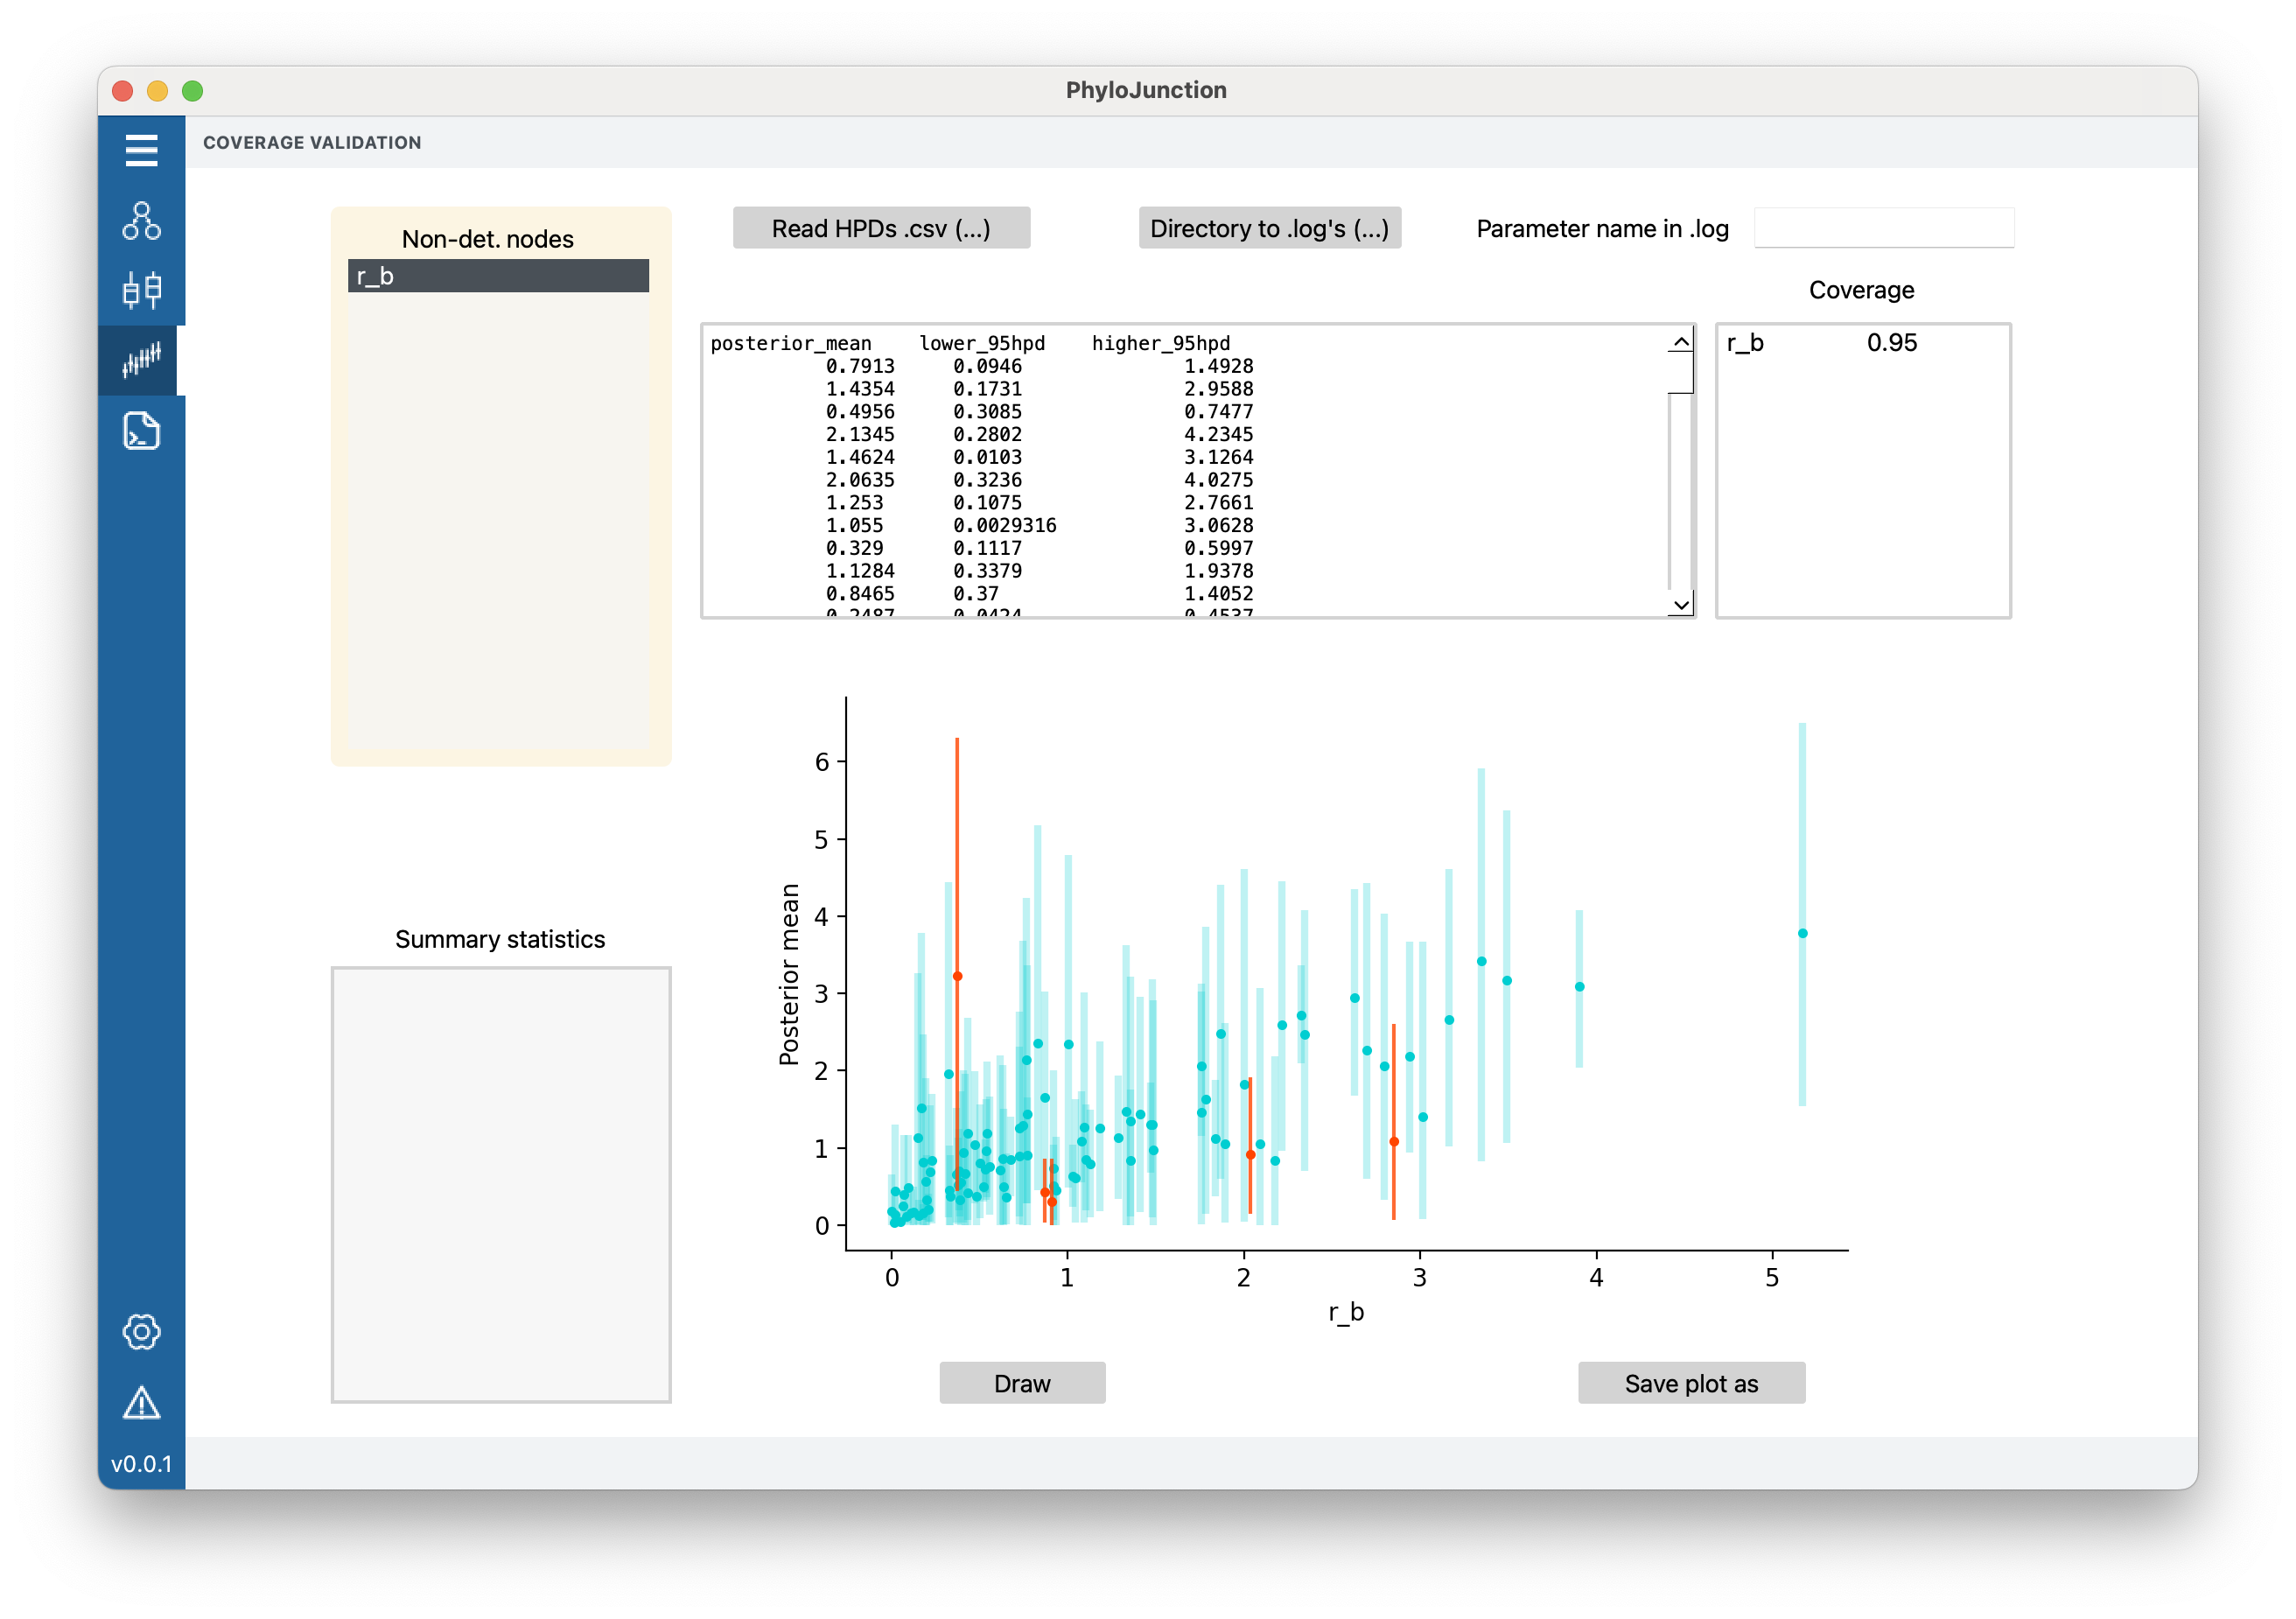 PhyloJunction
COVERAGE VALIDATION
Non-det. nodes
r_b
Read HPDs .csv (...)
Directory to .log's (...)
Parameter name in .log
Coverage
r_b 0.95
posterior_mean lower_95hpd higher_95hpd
0.7913 0.0946 1.4928
1.4354 0.1731 2.9588
0.4956 0.3085 0.7477
2.1345 0.2802 4.2345
1.4624 0.0103 3.1264
2.0635 0.3236 4.0275
1.253 0.1075 2.7661
1.055 0.0029316 3.0628
0.329 0.1117 0.5997
1.1284 0.3379 1.9378
0.8465 0.37 1.4052
0.2487 0.0424 0.4537
Summary statistics
Posterior mean
6
5
4
3
2
1
0
0 1 2 3 4 5
r_b
Draw
Save plot as
v0.0.1